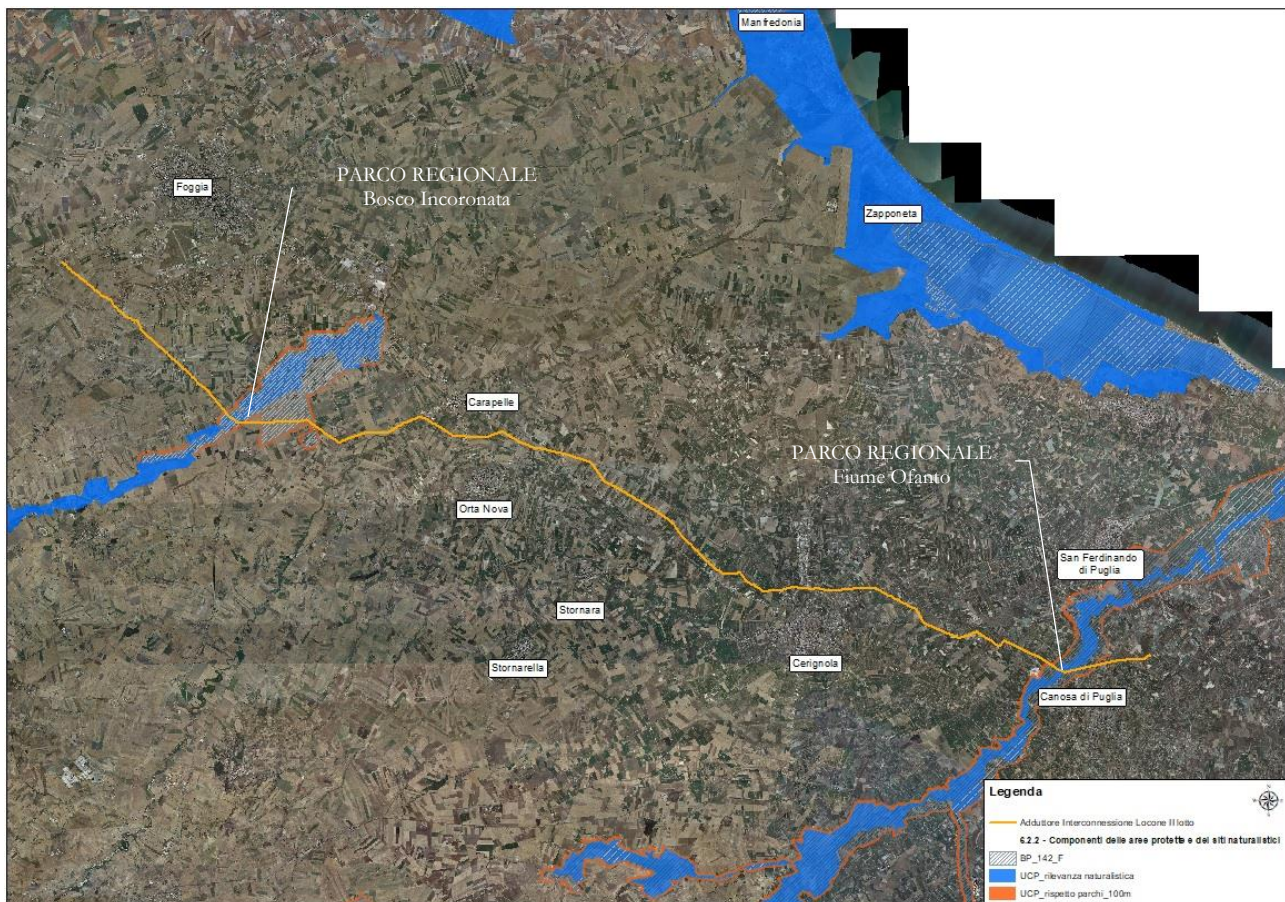 Manfredonia
PARCO REGIONALE
Bosco Incoronata
Foggia
Zapponeta
Carapelle
PARCO REGIONALE
Fiume Ofanto
Orta Nova
San Ferdinando
di Puglia
Stornara
Stornarella
Cerignola
Canosa di Puglia
Legenda
Adduttore Interconnessione Locone II lotto
6.2.2 - Componenti delle aree protette e dei siti naturalistici
BP_142_F
UCP_rilevanza naturalistica
UCP_rispetto parchi_100m